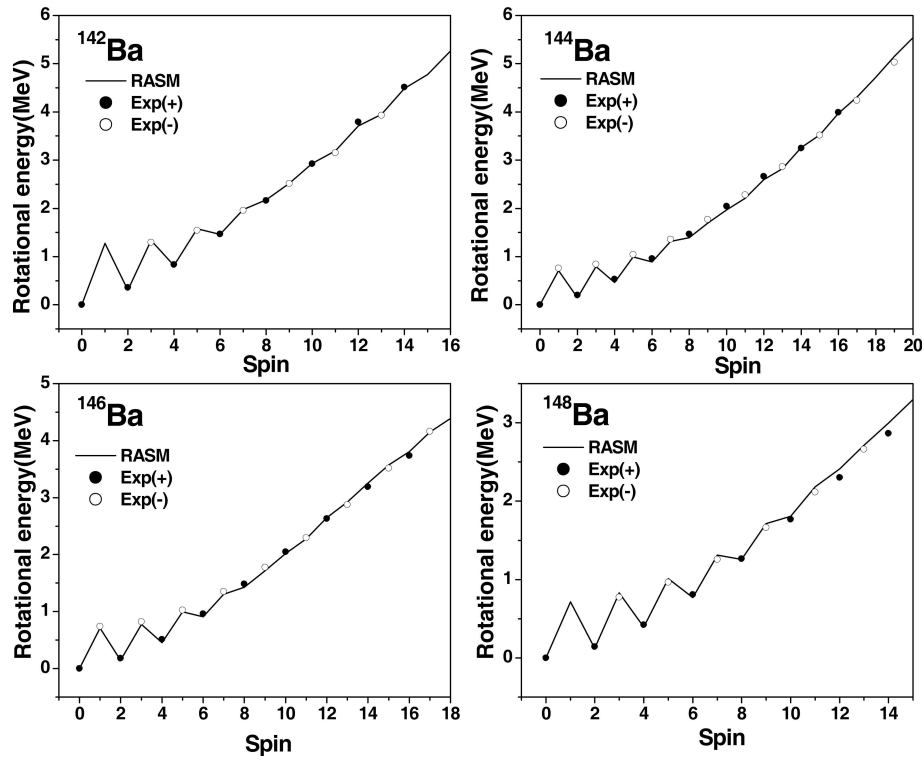 6
5
4
3
2
1
0
Rotational energy(MeV)
142Ba
RASM
Exp(+)
Exp(-)
0 2 4 6 8 10 12 14 16
Spin
6
5
4
3
2
1
0
Rotational energy(MeV)
144Ba
RASM
Exp(+)
Exp(-)
0 2 4 6 8 10 12 14 16 18 20
Spin
5
4
3
2
1
0
Rotational energy(MeV)
146Ba
RASM
Exp(+)
Exp(-)
0 2 4 6 8 10 12 14 16 18
Spin
3
2
1
0
Rotational energy(MeV)
148Ba
RASM
Exp(+)
Exp(-)
0 2 4 6 8 10 12 14
Spin